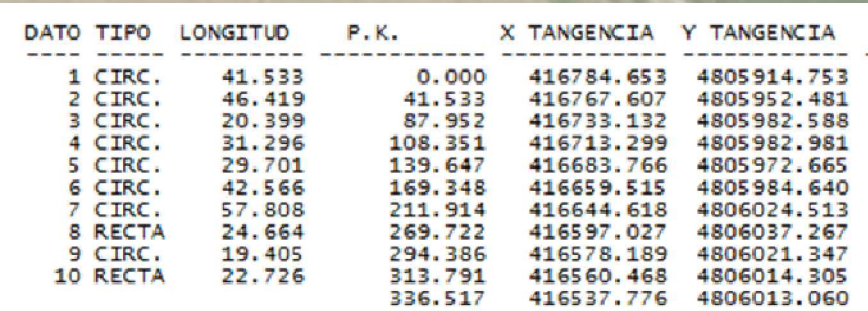 DATO TIPO LONGITUD P.K. X TANGENCIA Y TANGENCIA
---- ----- --------- ------------ ------------ ------------
1 CIRC. 41.533 0.000 416784.653 4805914.753
2 CIRC. 46.419 41.533 416767.607 4805952.481
3 CIRC. 20.399 87.952 416733.132 4805982.588
4 CIRC. 31.296 108.351 416713.299 4805982.981
5 CIRC. 29.701 139.647 416683.766 4805972.665
6 CIRC. 42.566 169.348 416659.515 4805984.640
7 CIRC. 57.808 211.914 416644.618 4806024.513
8 RECTA 24.664 269.722 416597.027 4806037.267
9 CIRC. 19.405 294.386 416578.189 4806021.347
10 RECTA 22.726 313.791 416560.468 4806014.305
336.517 416537.776 4806013.060